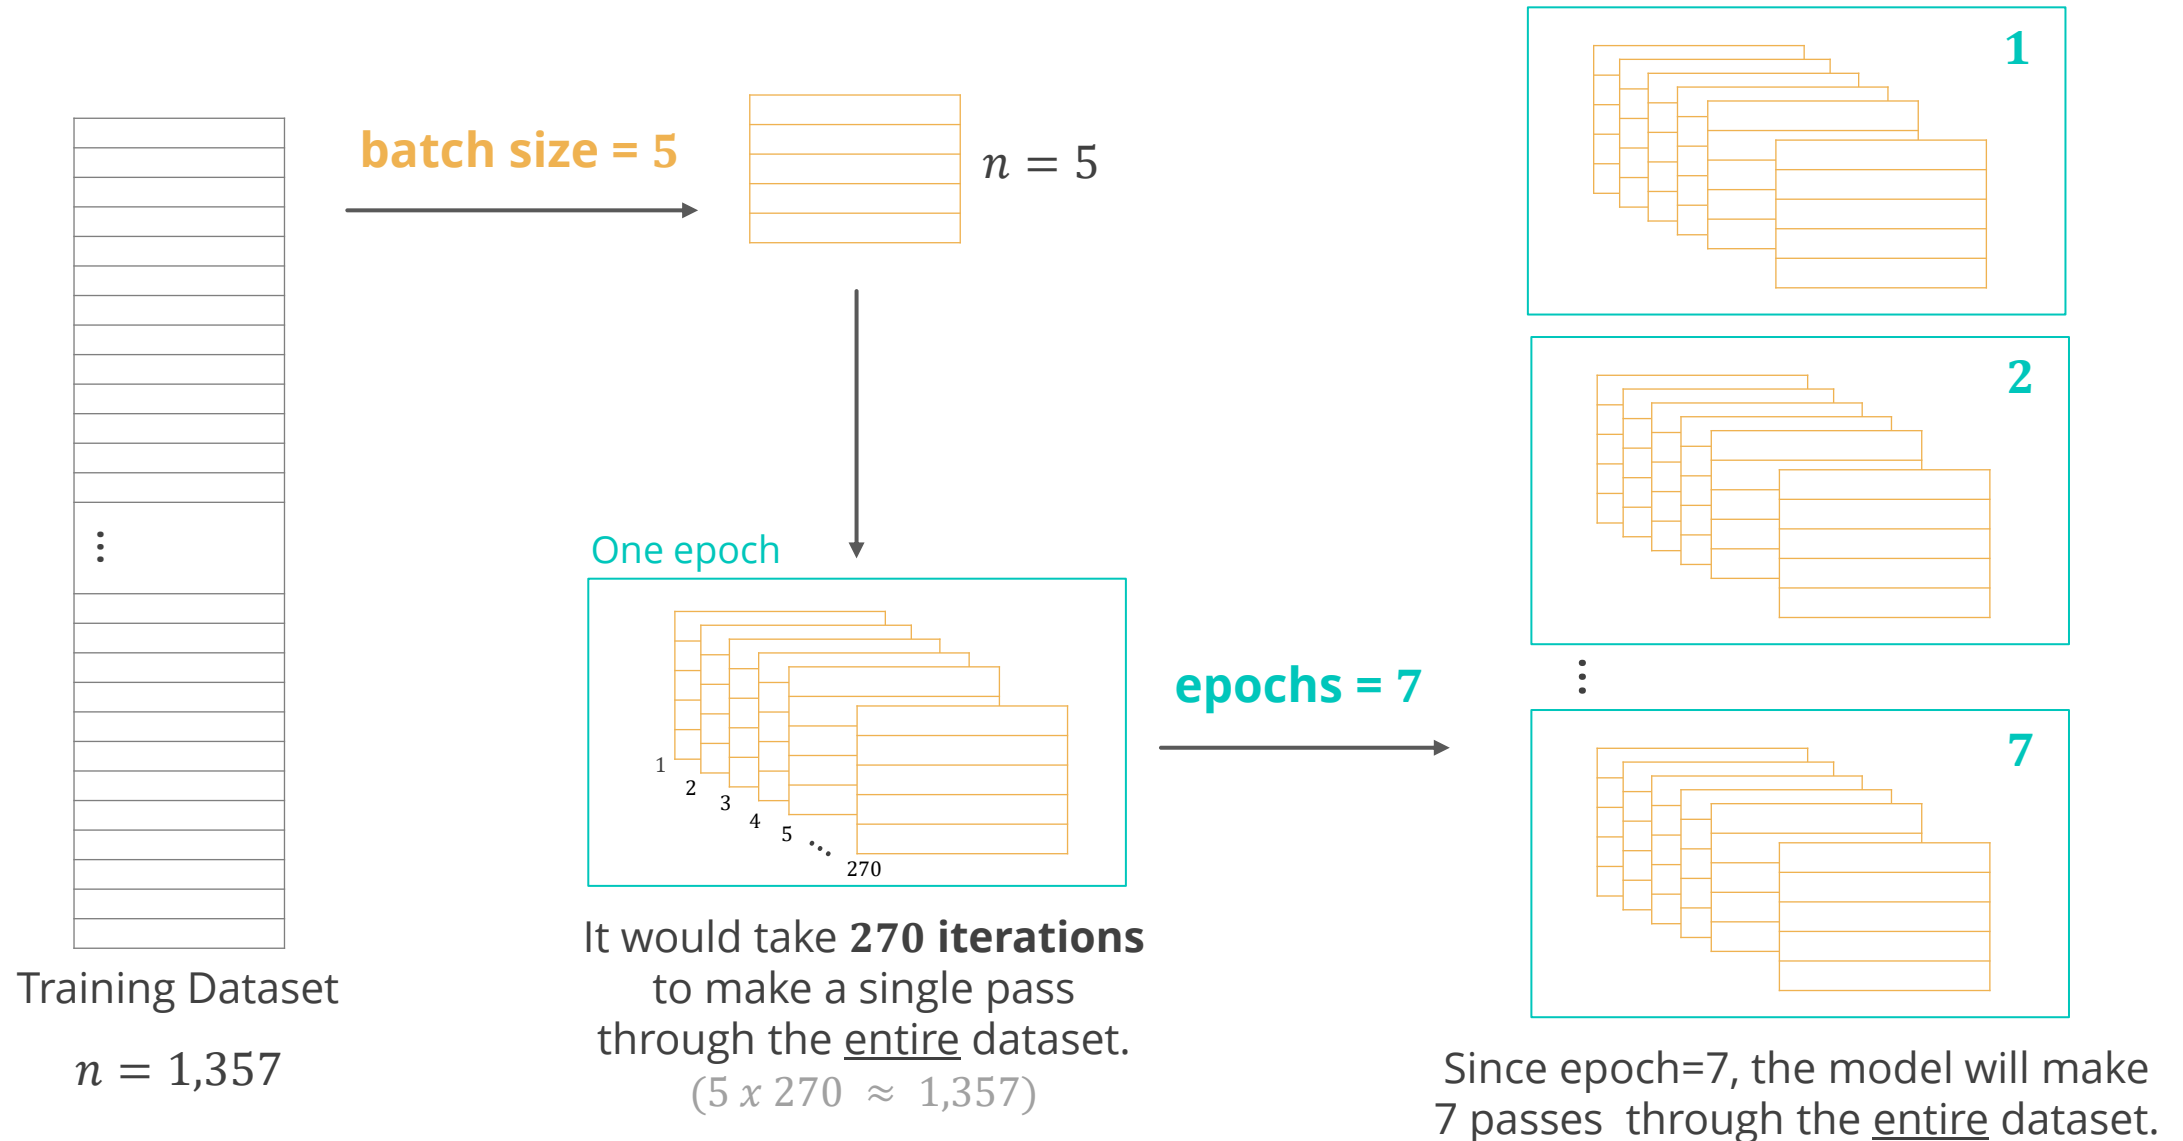 batch size = 5
n = 5
⋮
Training Dataset
n = 1,357
One epoch
1
2
3
4
5
⋱
270
It would take 270 iterations
to make a single pass
through the entire dataset.
(5 x 270 ≈ 1,357)
epochs = 7
1
2
⋮
7
Since epoch=7, the model will make
7 passes  through the entire dataset.